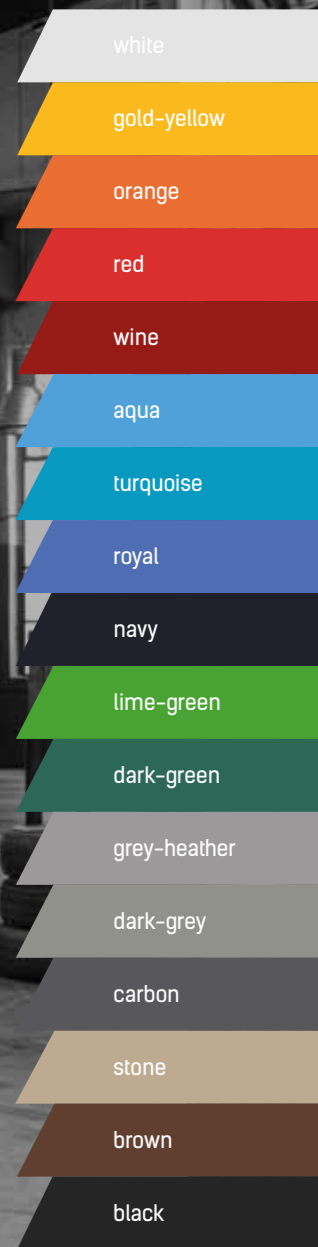 white
gold-yellow
orange
red
wine
aqua
turquoise
royal
navy
lime-green
dark-green
grey-heather
dark-grey
carbon
stone
brown
black